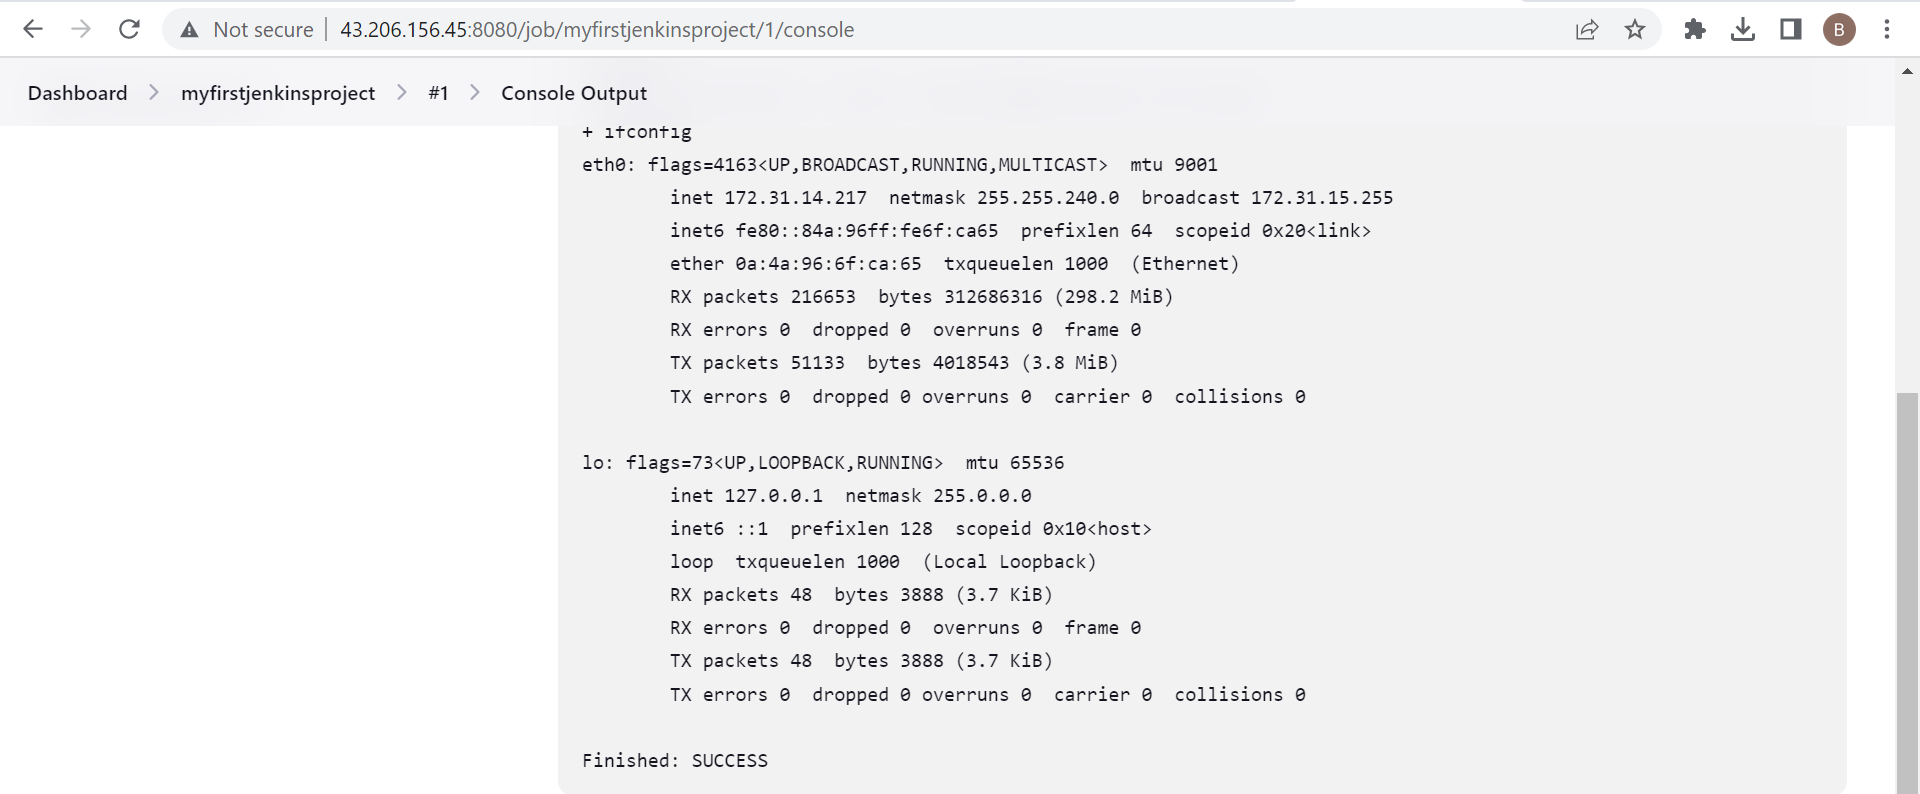 Not secure | 43.206.156.45:8080/job/myfirstjenkinsproject/1/console
B
Dashboard > myfirstjenkinsproject > #1 > Console Output
+ ifconfig
eth0: flags=4163<UP,BROADCAST,RUNNING,MULTICAST>  mtu 9001
        inet 172.31.14.217  netmask 255.255.240.0  broadcast 172.31.15.255
        inet6 fe80::84a:96ff:fe6f:ca65  prefixlen 64  scopeid 0x20<link>
        ether 0a:4a:96:6f:ca:65  txqueuelen 1000  (Ethernet)
        RX packets 216653  bytes 312686316 (298.2 MiB)
        RX errors 0  dropped 0  overruns 0  frame 0
        TX packets 51133  bytes 4018543 (3.8 MiB)
        TX errors 0  dropped 0 overruns 0  carrier 0  collisions 0
lo: flags=73<UP,LOOPBACK,RUNNING>  mtu 65536
        inet 127.0.0.1  netmask 255.0.0.0
        inet6 ::1  prefixlen 128  scopeid 0x10<host>
        loop  txqueuelen 1000  (Local Loopback)
        RX packets 48  bytes 3888 (3.7 KiB)
        RX errors 0  dropped 0  overruns 0  frame 0
        TX packets 48  bytes 3888 (3.7 KiB)
        TX errors 0  dropped 0 overruns 0  carrier 0  collisions 0
Finished: SUCCESS